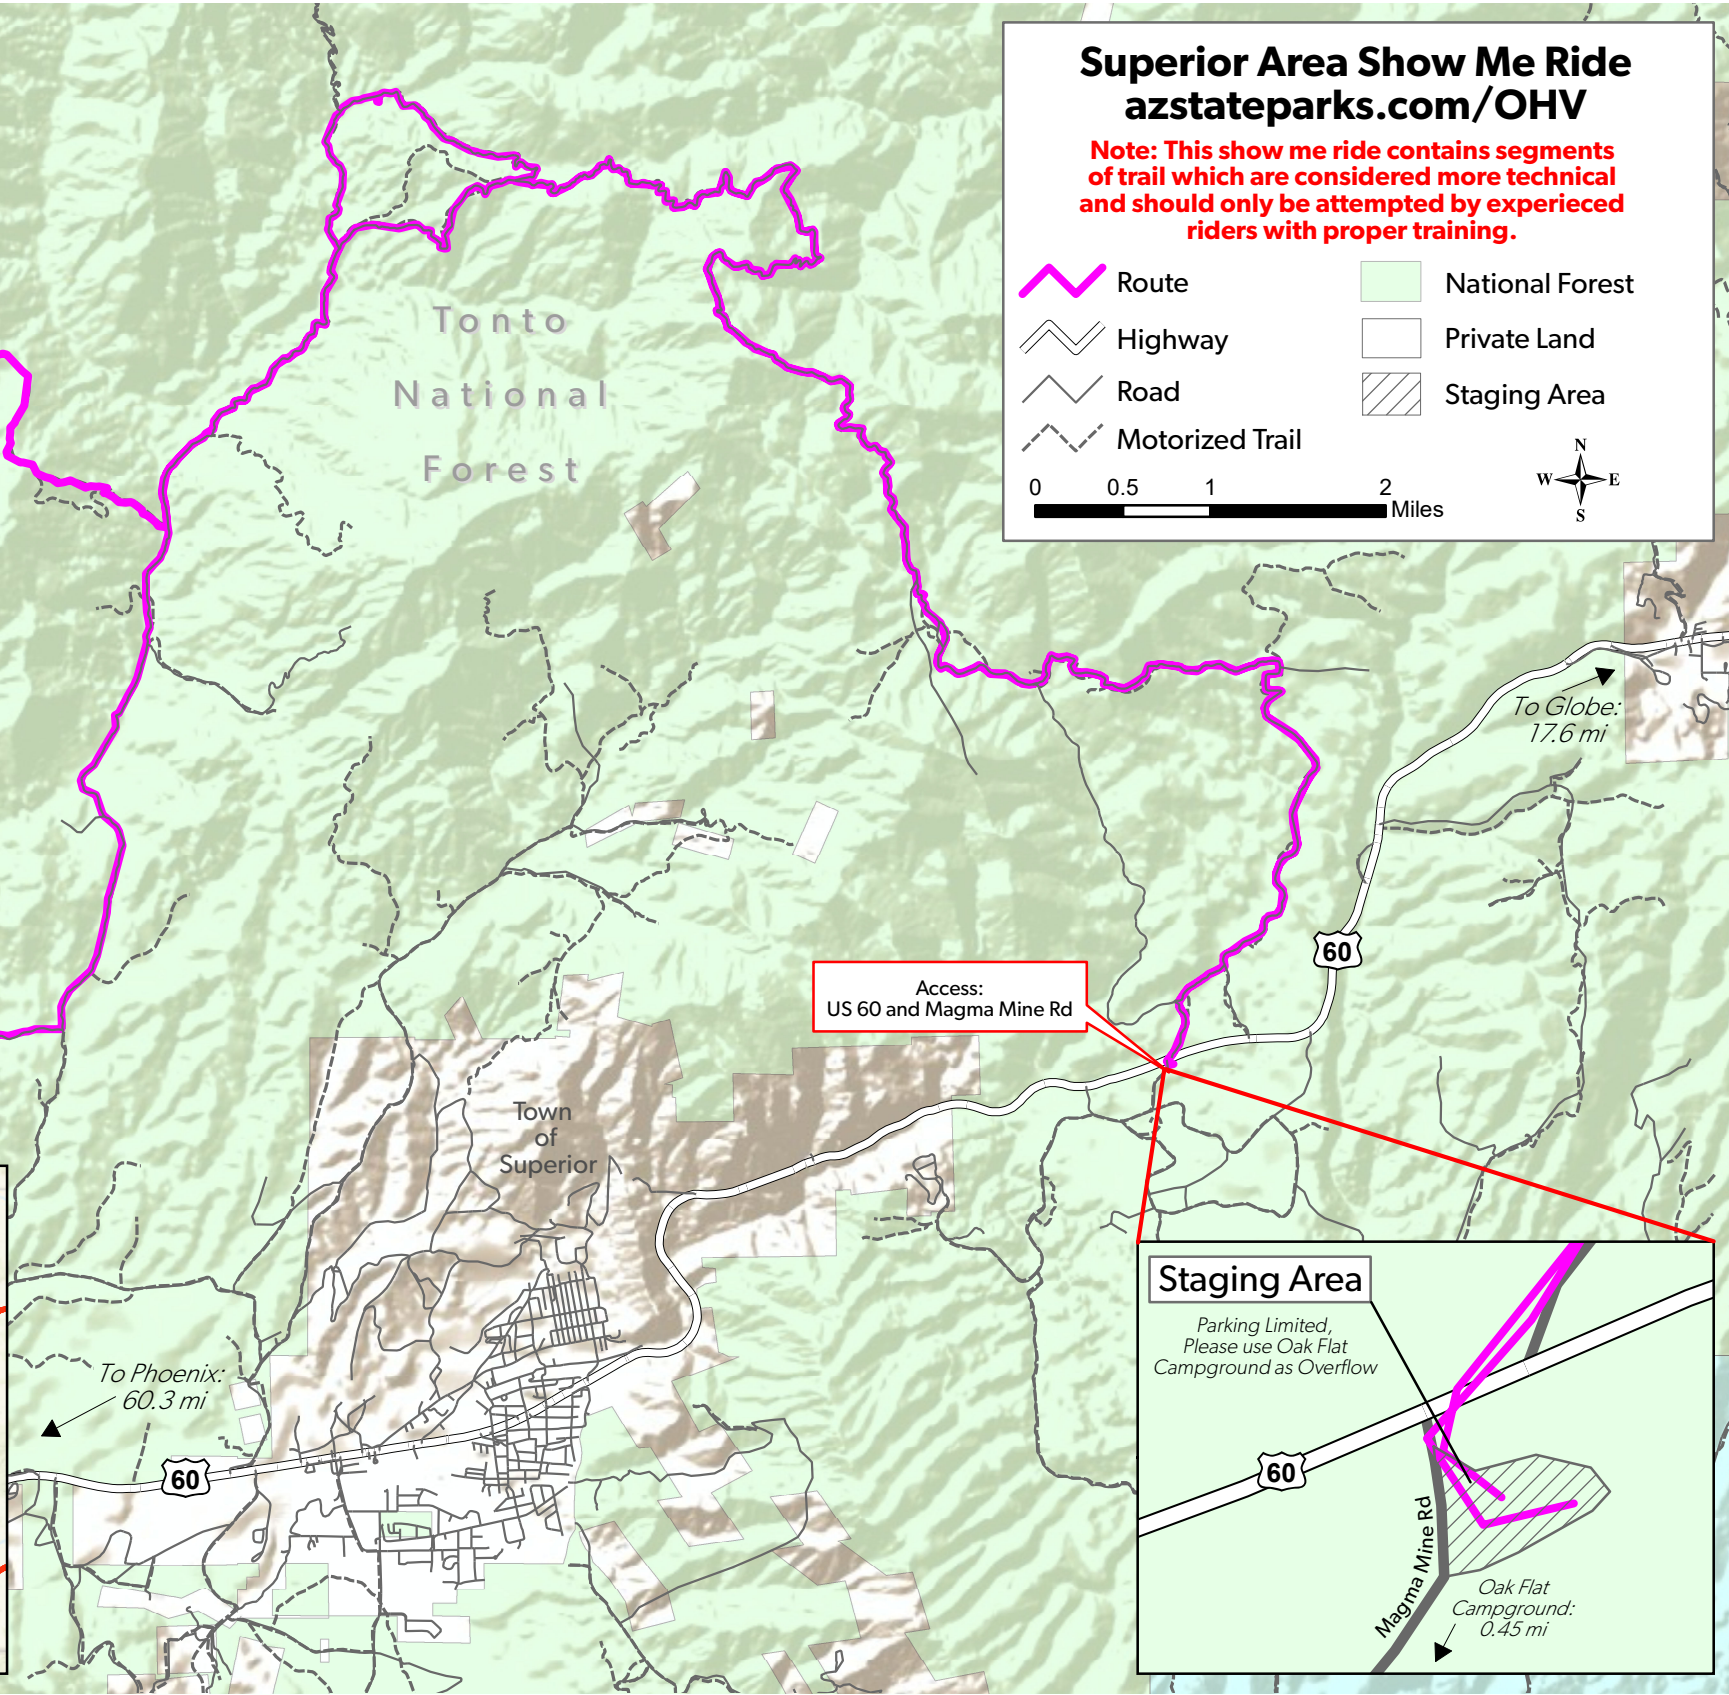 Superior Area Show Me Ride
azstateparks.com/OHV
Note: This show me ride contains segments
of trail which are considered more technical
and should only be attempted by experieced
riders with proper training.
Route
Highway
Road
Motorized Trail
National Forest
Private Land
Staging Area
0 0.5 1 2
Miles
N
W E
S
Tonto
National
Forest
To Globe:
17.6 mi
60
Access:
US 60 and Magma Mine Rd
Town
of
Superior
To Phoenix:
60.3 mi
60
Staging Area
Parking Limited,
Please use Oak Flat
Campground as Overflow
60
Magma Mine Rd
Oak Flat
Campground:
0.45 mi